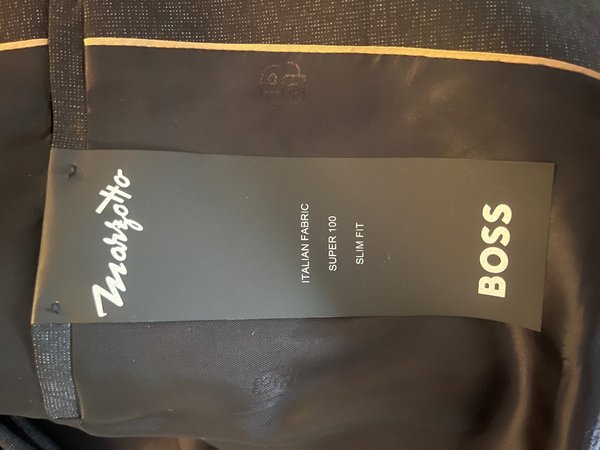 Marzotto
ITALIAN FABRIC
SUPER 100
SLIM FIT
BOSS